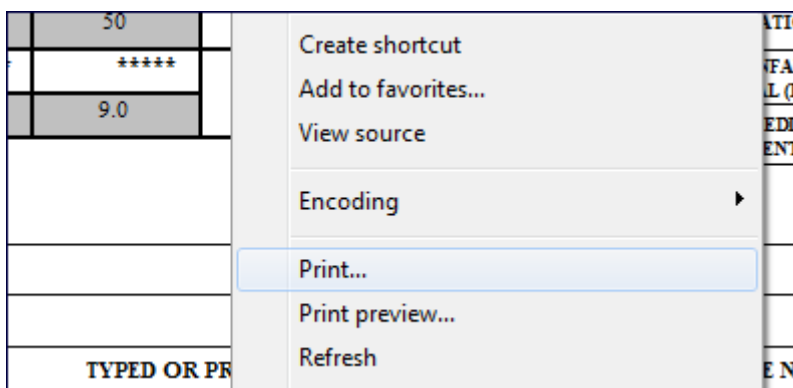 50
Create shortcut
*****
Add to favorites...
9.0
View source
Encoding
Print...
Print preview...
Refresh
TYPED OR PR